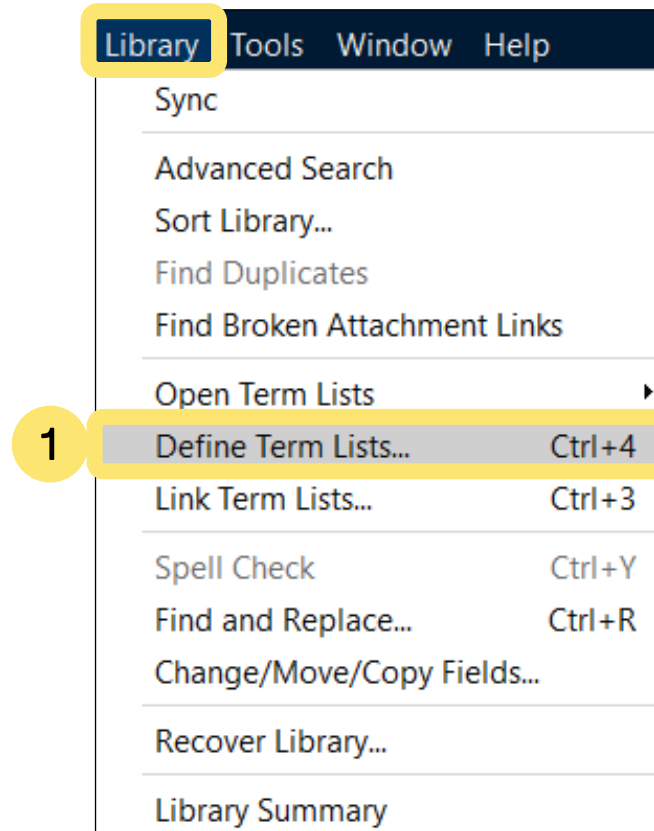 Library Tools Window Help
Sync
Advanced Search
Sort Library...
Find Duplicates
Find Broken Attachment Links
Open Term Lists
1 Define Term Lists... Ctrl+4
Link Term Lists... Ctrl+3
Spell Check Ctrl+Y
Find and Replace... Ctrl+R
Change/Move/Copy Fields...
Recover Library...
Library Summary